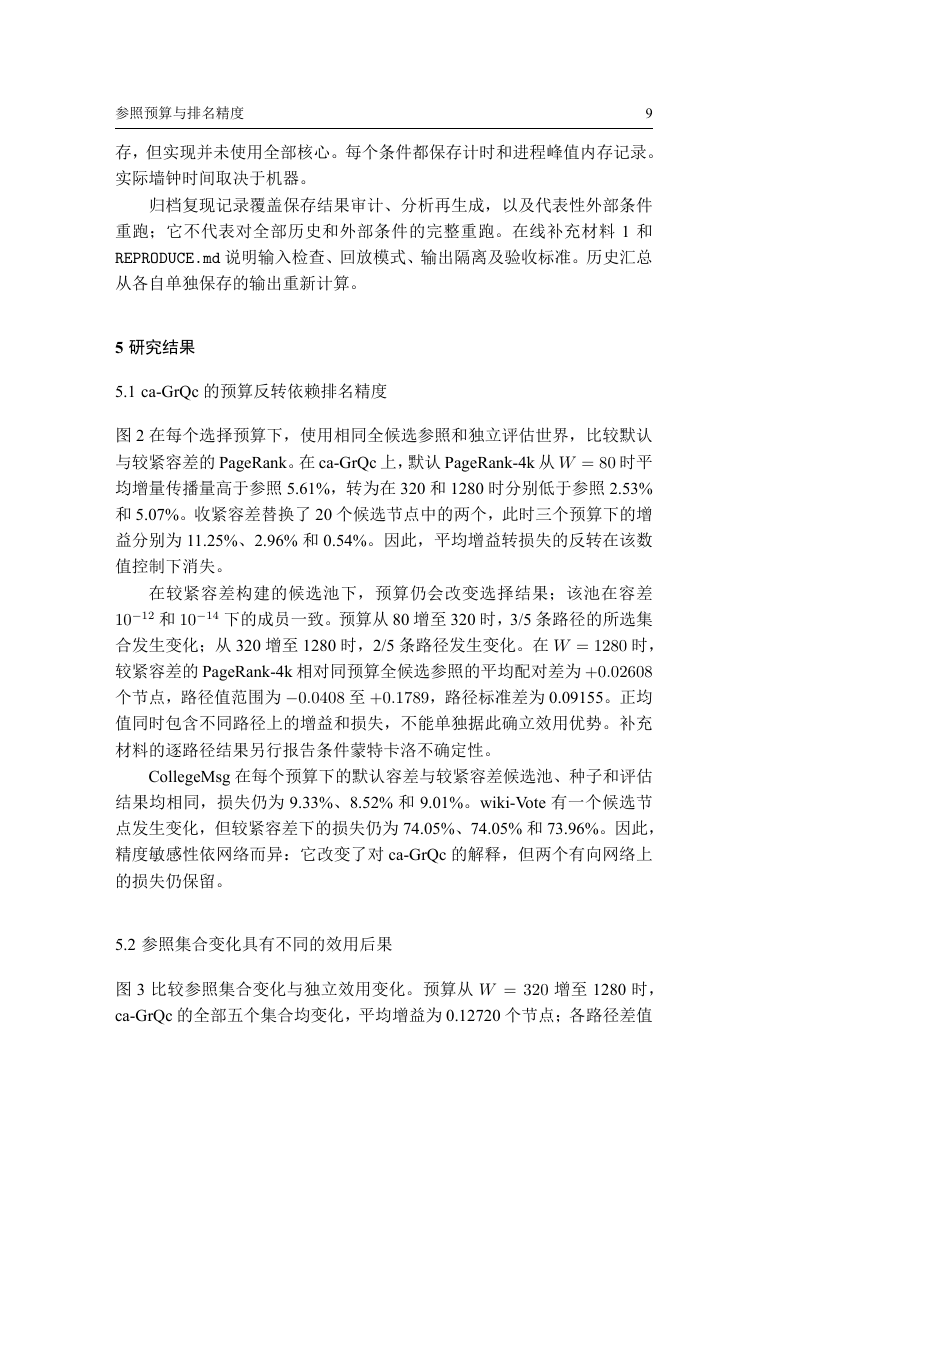 参照预算与排名精度 9
存，但实现并未使用全部核心。每个条件都保存计时和进程峰值内存记录。
实际墙钟时间取决于机器。
归档复现记录覆盖保存结果审计、分析再生成，以及代表性外部条件
重跑；它不代表对全部历史和外部条件的完整重跑。在线补充材料 1 和
REPRODUCE.md 说明输入检查、回放模式、输出隔离及验收标准。历史汇总
从各自单独保存的输出重新计算。
5 研究结果
5.1 ca-GrQc 的预算反转依赖排名精度
图 2 在每个选择预算下，使用相同全候选参照和独立评估世界，比较默认
与较紧容差的 PageRank。在 ca-GrQc 上，默认 PageRank-4k 从 W = 80 时平
均增量传播量高于参照 5.61%，转为在 320 和 1280 时分别低于参照 2.53%
和 5.07%。收紧容差替换了 20 个候选节点中的两个，此时三个预算下的增
益分别为 11.25%、2.96% 和 0.54%。因此，平均增益转损失的反转在该数
值控制下消失。
在较紧容差构建的候选池下，预算仍会改变选择结果；该池在容差
10⁻¹² 和 10⁻¹⁴ 下的成员一致。预算从 80 增至 320 时，3/5 条路径的所选集
合发生变化；从 320 增至 1280 时，2/5 条路径发生变化。在 W = 1280 时，
较紧容差的 PageRank-4k 相对同预算全候选参照的平均配对差为 +0.02608
个节点，路径值范围为 −0.0408 至 +0.1789，路径标准差为 0.09155。正均
值同时包含不同路径上的增益和损失，不能单独据此确立效用优势。补充
材料的逐路径结果另行报告条件蒙特卡洛不确定性。
CollegeMsg 在每个预算下的默认容差与较紧容差候选池、种子和评估
结果均相同，损失仍为 9.33%、8.52% 和 9.01%。wiki-Vote 有一个候选节
点发生变化，但较紧容差下的损失仍为 74.05%、74.05% 和 73.96%。因此，
精度敏感性依网络而异：它改变了对 ca-GrQc 的解释，但两个有向网络上
的损失仍保留。
5.2 参照集合变化具有不同的效用后果
图 3 比较参照集合变化与独立效用变化。预算从 W = 320 增至 1280 时，
ca-GrQc 的全部五个集合均变化，平均增益为 0.12720 个节点；各路径差值